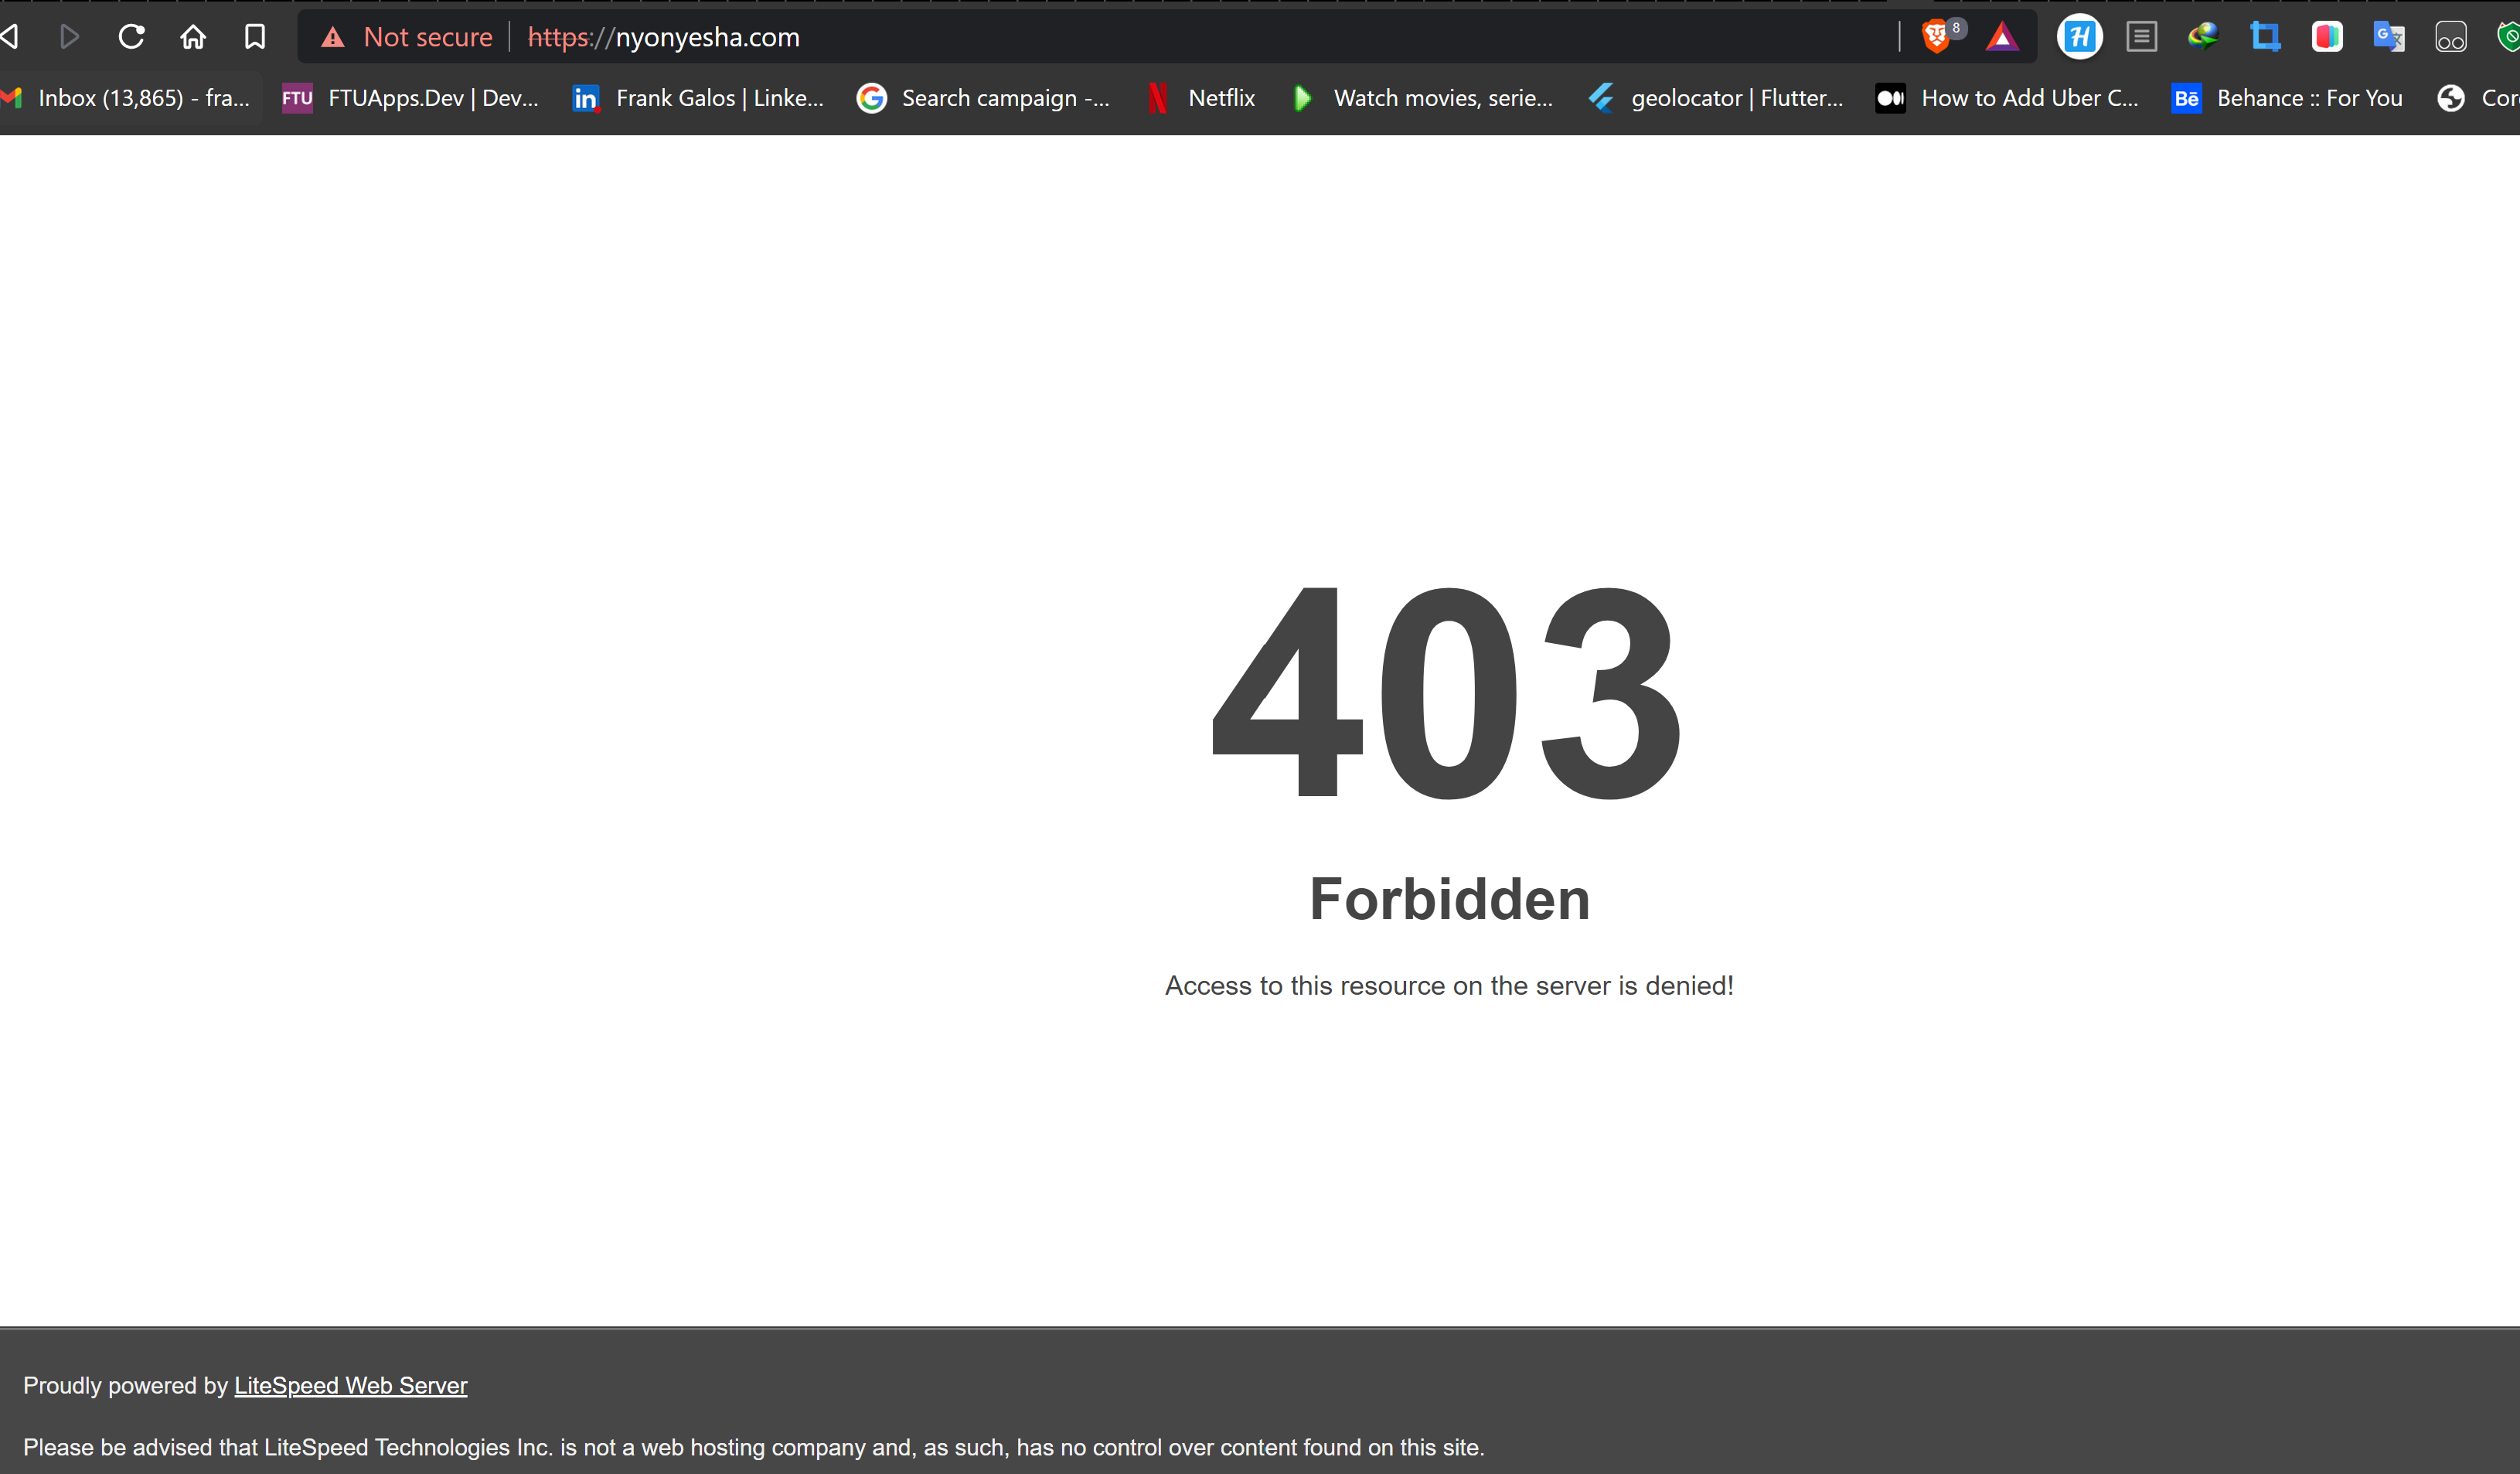 Not secure https://nyonyesha.com 8
Inbox (13,865) - fra... FTU FTUApps.Dev | Dev... in Frank Galos | Linke... G Search campaign -... N Netflix Watch movies, serie... geolocator | Flutter... How to Add Uber C... Bē Behance :: For You Cor
403
Forbidden
Access to this resource on the server is denied!
Proudly powered by LiteSpeed Web Server
Please be advised that LiteSpeed Technologies Inc. is not a web hosting company and, as such, has no control over content found on this site.